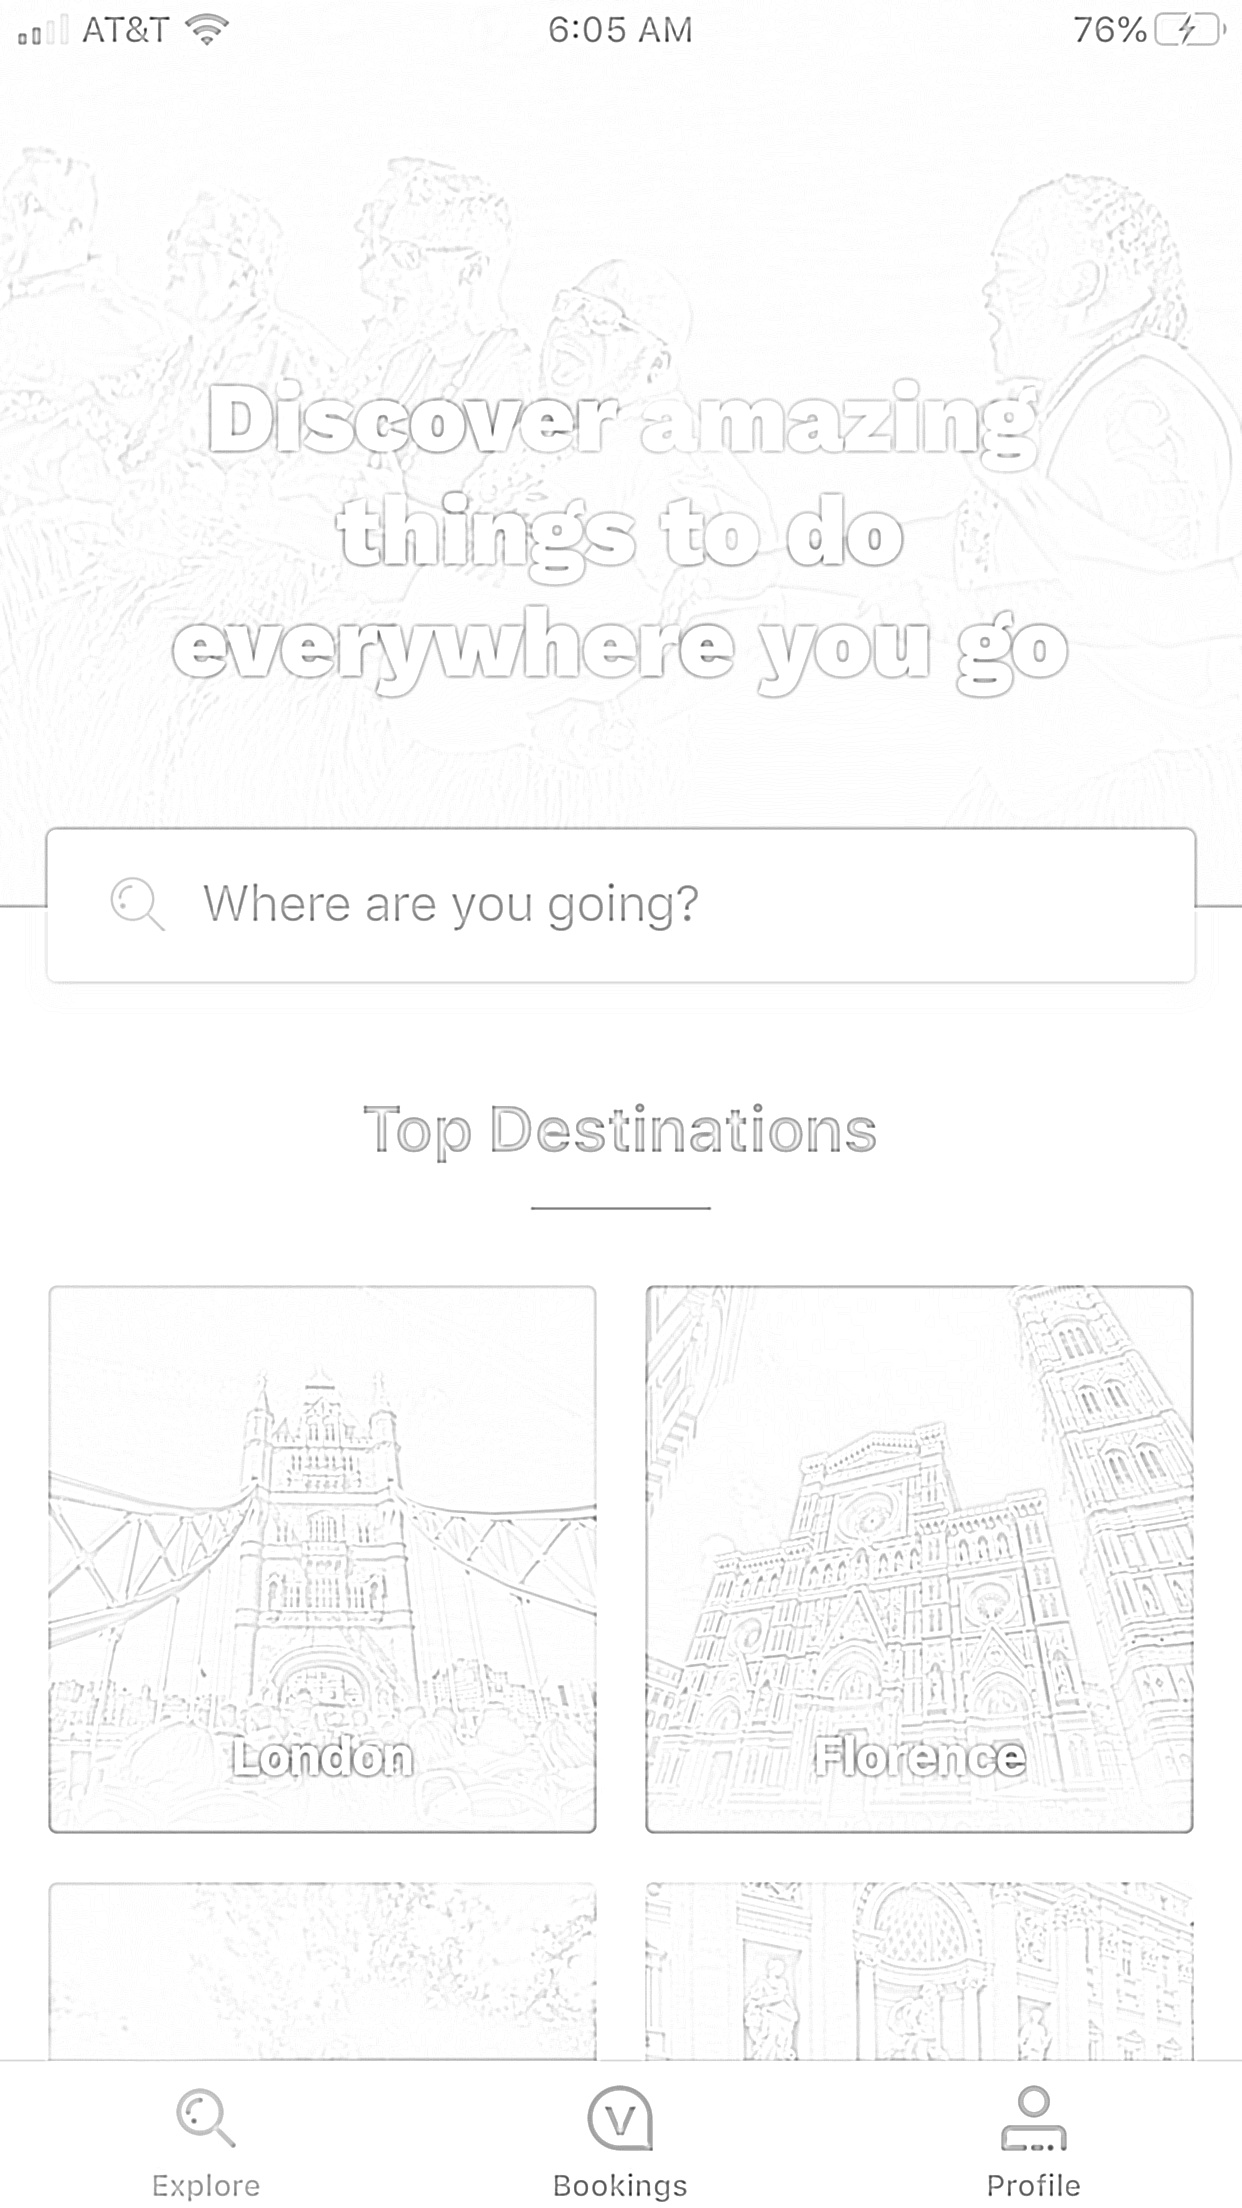 AT&T 6:05 AM 76%
Discover amazing
things to do
everywhere you go
Where are you going?
Top Destinations
London Florence
Explore Bookings Profile